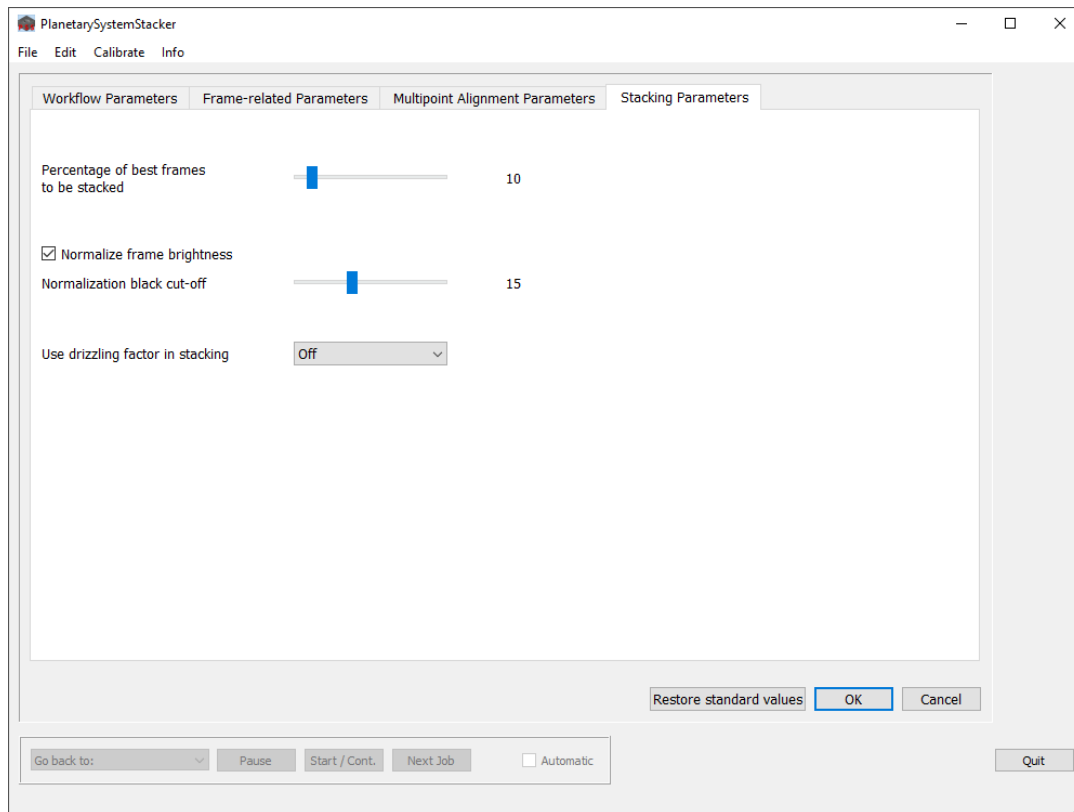 PlanetarySystemStacker
File Edit Calibrate Info
Workflow Parameters Frame-related Parameters Multipoint Alignment Parameters Stacking Parameters
Percentage of best frames
to be stacked
10
Normalize frame brightness
Normalization black cut-off 15
Use drizzling factor in stacking Off
Restore standard values OK Cancel
Go back to: Pause Start / Cont. Next Job Automatic Quit